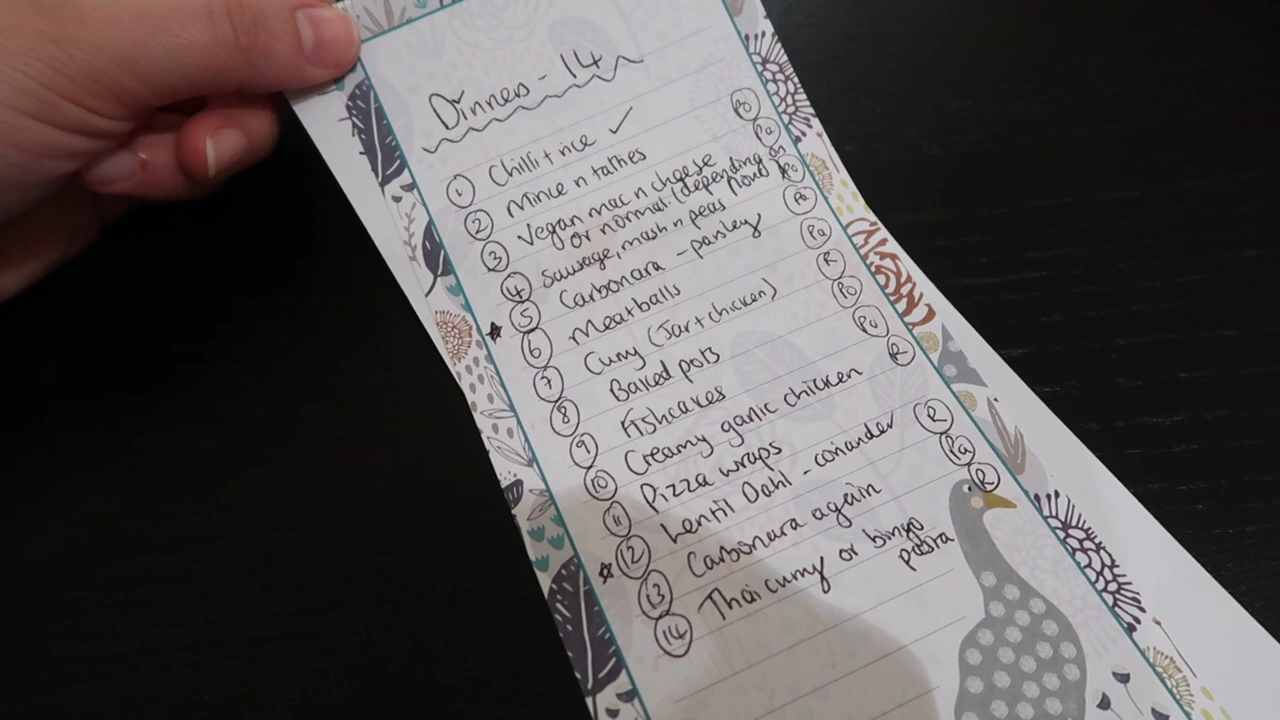 Dinners - 14
① Chilli + rice ✓
② Mince n tatties Po
③ Vegan mac n cheese Pa
or normal (depending on
④ Sausage, mash n peas Po
⑤ Carbonara - parsley Pa
⑥ Meatballs Pa
⑦ Curry (Jar + chicken) R
⑧ Baked pots Po
⑨ Fishcakes Po
⑩ Creamy garlic chicken R
⑪ Pizza wraps
⑫ Lentil Dahl - coriander R
⑬ Carbonara again Pa
⑭ Thai curry or bingo R
pasta